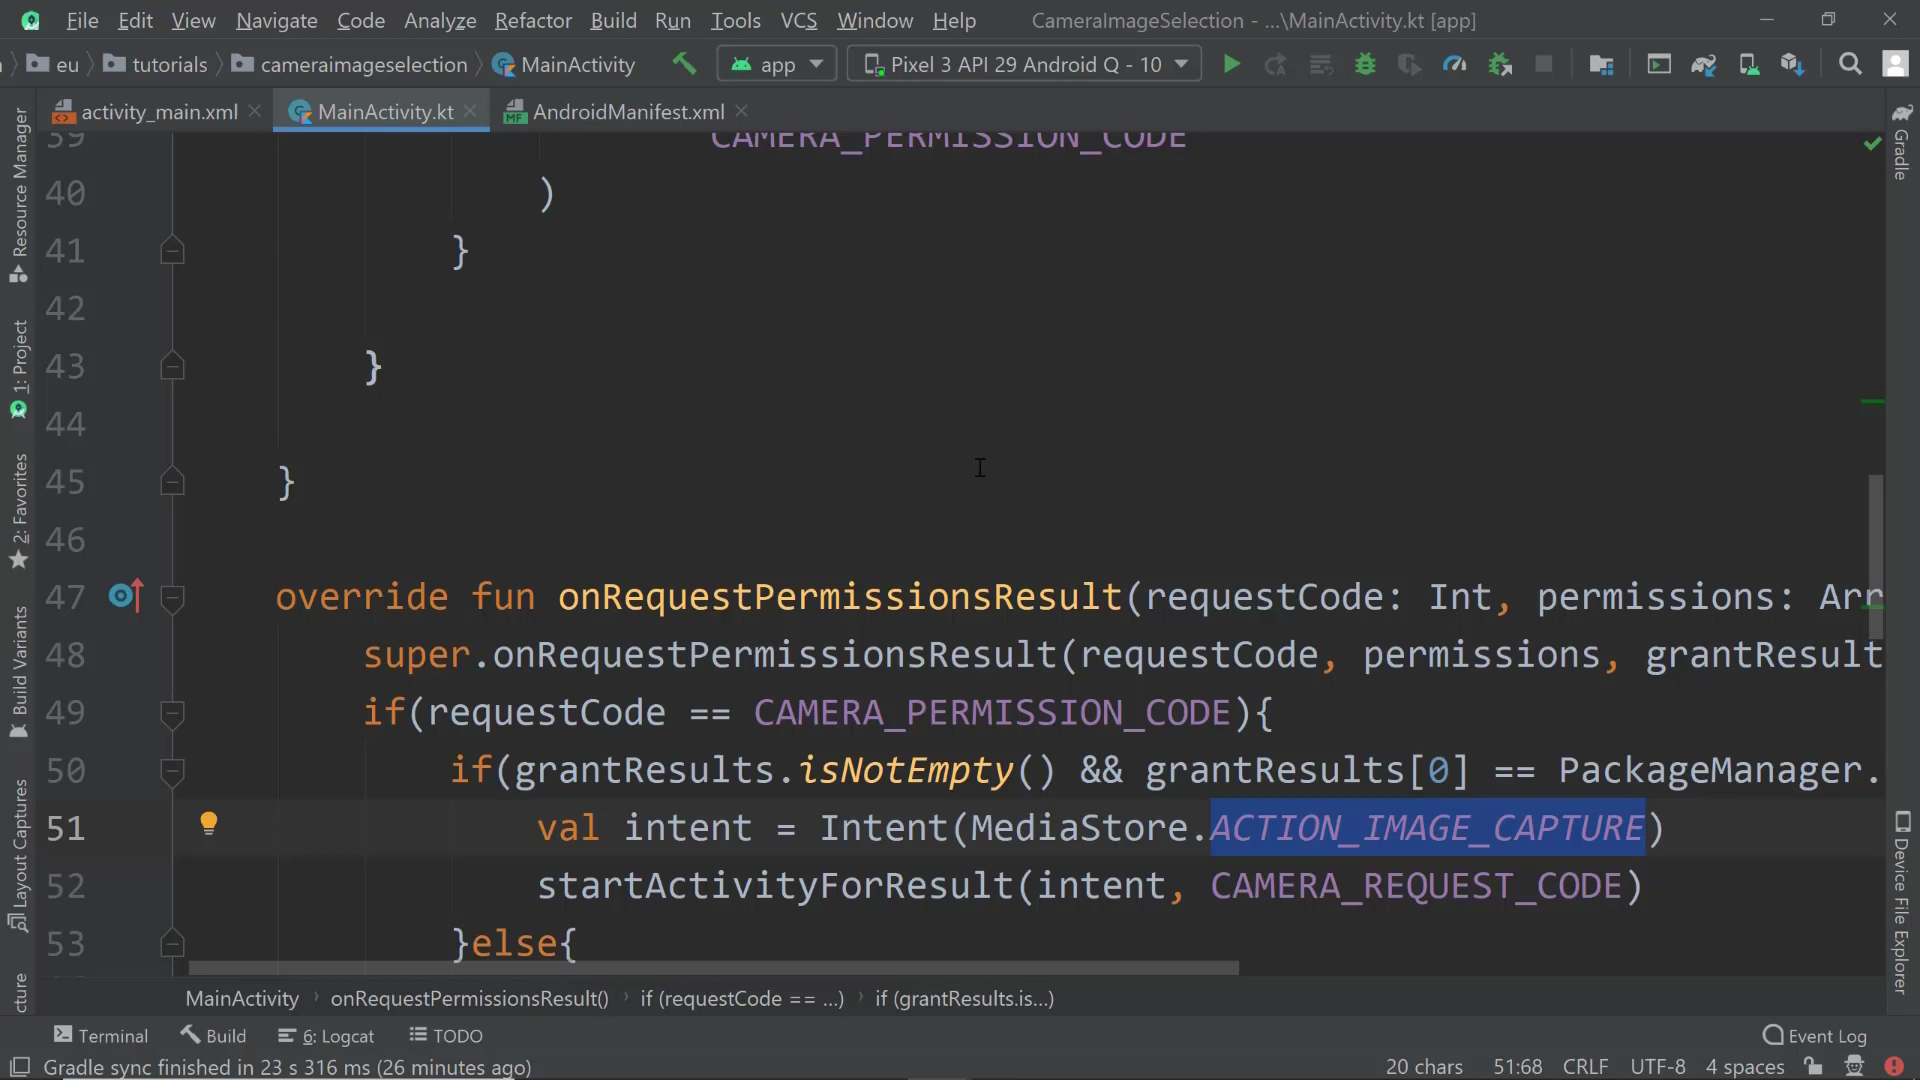 File Edit View Navigate Code Analyze Refactor Build Run Tools VCS Window Help CameraImageSelection - ...\MainActivity.kt [app]
eu tutorials cameraimageselection MainActivity app Pixel 3 API 29 Android Q - 10
activity_main.xml MainActivity.kt AndroidManifest.xml
Resource Manager
1: Project
2: Favorites
Build Variants
Layout Captures
cture
39 CAMERA_PERMISSION_CODE
40 )
41 }
42
43 }
44
45 }
46
47 override fun onRequestPermissionsResult(requestCode: Int, permissions: Arr
48 super.onRequestPermissionsResult(requestCode, permissions, grantResult
49 if(requestCode == CAMERA_PERMISSION_CODE){
50 if(grantResults.isNotEmpty() && grantResults[0] == PackageManager.
51 val intent = Intent(MediaStore.ACTION_IMAGE_CAPTURE)
52 startActivityForResult(intent, CAMERA_REQUEST_CODE)
53 }else{
Gradle
Device File Explorer
MainActivity onRequestPermissionsResult() if (requestCode == ...) if (grantResults.is...)
Terminal Build 6: Logcat TODO Event Log
Gradle sync finished in 23 s 316 ms (26 minutes ago) 20 chars 51:68 CRLF UTF-8 4 spaces